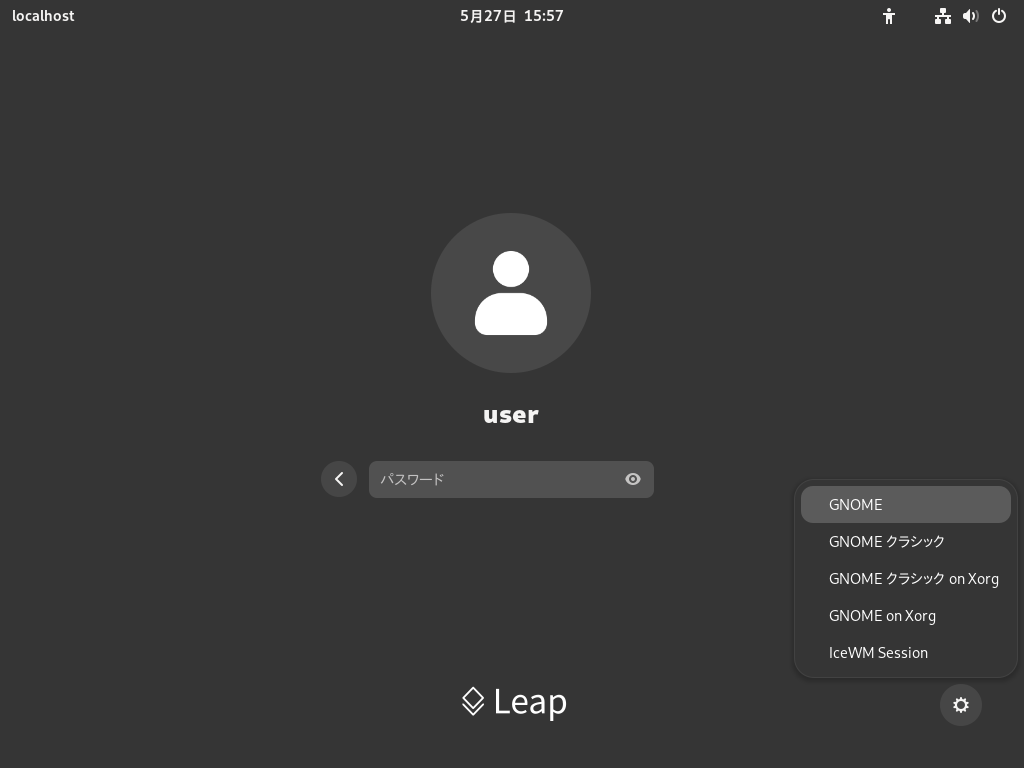 localhost
5月27日 15:57
user
パスワード
GNOME
GNOME クラシック
GNOME クラシック on Xorg
GNOME on Xorg
IceWM Session
Leap